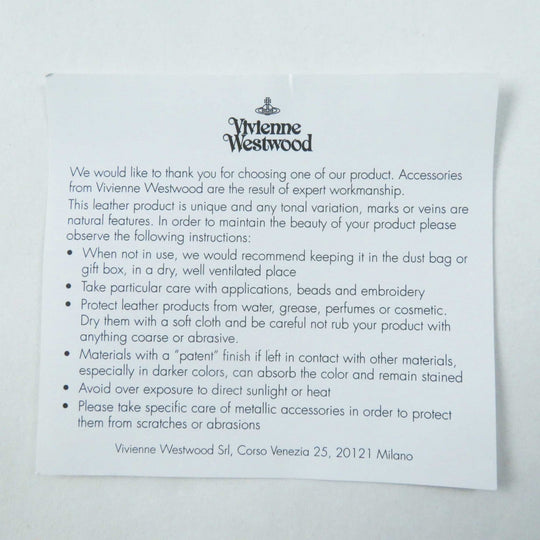 Vivienne
Westwood
We would like to thank you for choosing one of our product. Accessories
from Vivienne Westwood are the result of expert workmanship.
This leather product is unique and any tonal variation, marks or veins are
natural features. In order to maintain the beauty of your product please
observe the following instructions:
• When not in use, we would recommend keeping it in the dust bag or
gift box, in a dry, well ventilated place
• Take particular care with applications, beads and embroidery
• Protect leather products from water, grease, perfumes or cosmetic.
Dry them with a soft cloth and be careful not rub your product with
anything coarse or abrasive.
• Materials with a "patent" finish if left in contact with other materials,
especially in darker colors, can absorb the color and remain stained
• Avoid over exposure to direct sunlight or heat
• Please take specific care of metallic accessories in order to protect
them from scratches or abrasions
Vivienne Westwood Srl, Corso Venezia 25, 20121 Milano